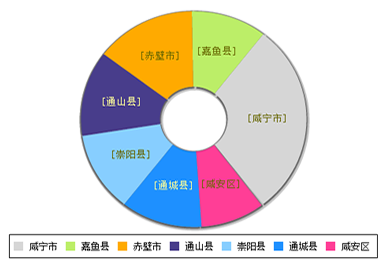 [嘉鱼县]
[赤壁市]
[通山县]
[咸宁市]
[崇阳县]
[通城县]
[咸安区]
咸宁市 嘉鱼县 赤壁市 通山县 崇阳县 通城县 咸安区